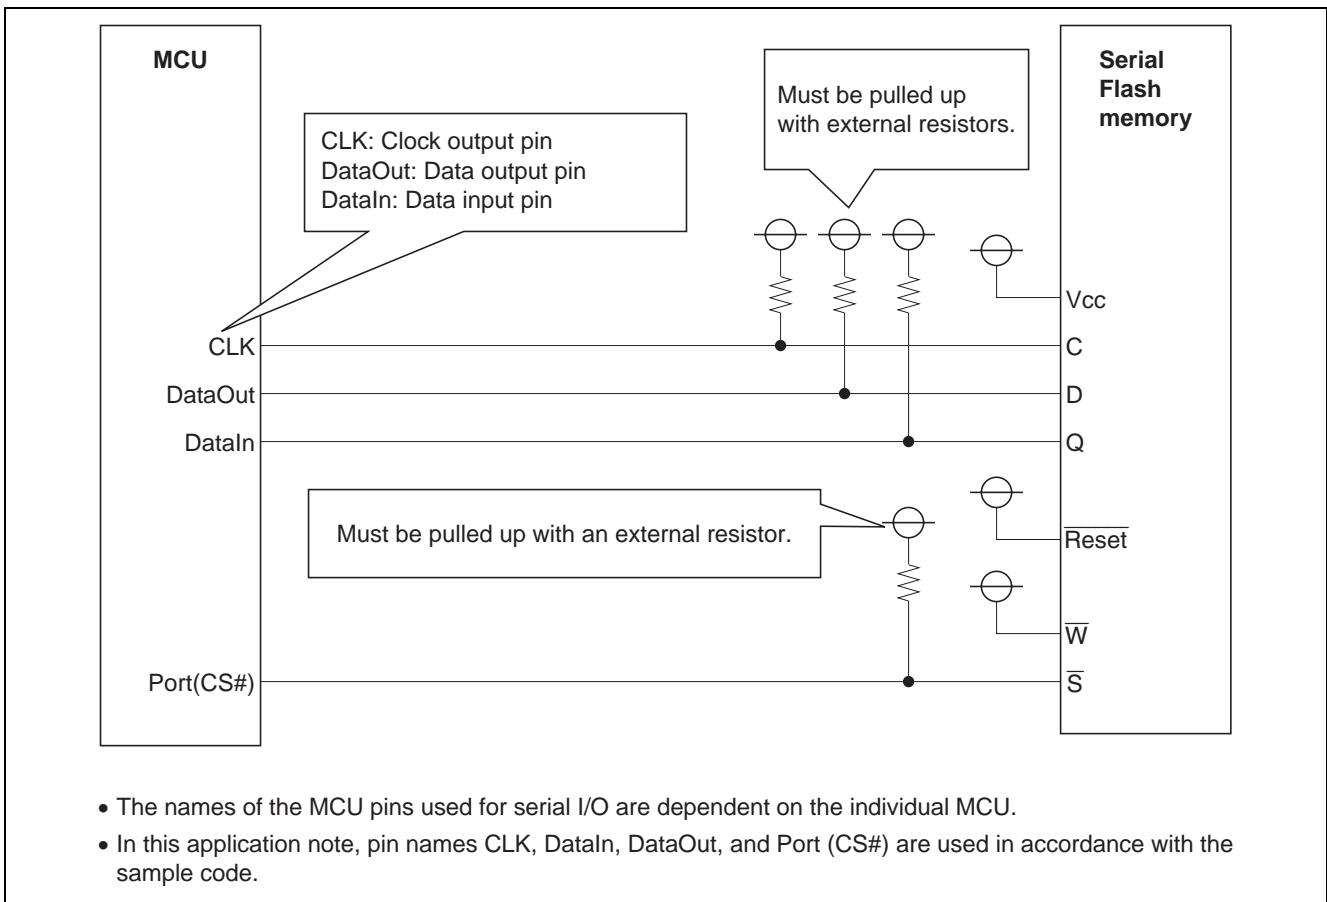 MCU
Serial
Flash
memory
Must be pulled up
with external resistors.
CLK: Clock output pin
DataOut: Data output pin
DataIn: Data input pin
Vcc
CLK
C
DataOut
D
DataIn
Q
Must be pulled up with an external resistor.
R̅e̅s̅e̅t̅
W̅
Port(CS#)
S̅
• The names of the MCU pins used for serial I/O are dependent on the individual MCU.
• In this application note, pin names CLK, DataIn, DataOut, and Port (CS#) are used in accordance with the
sample code.